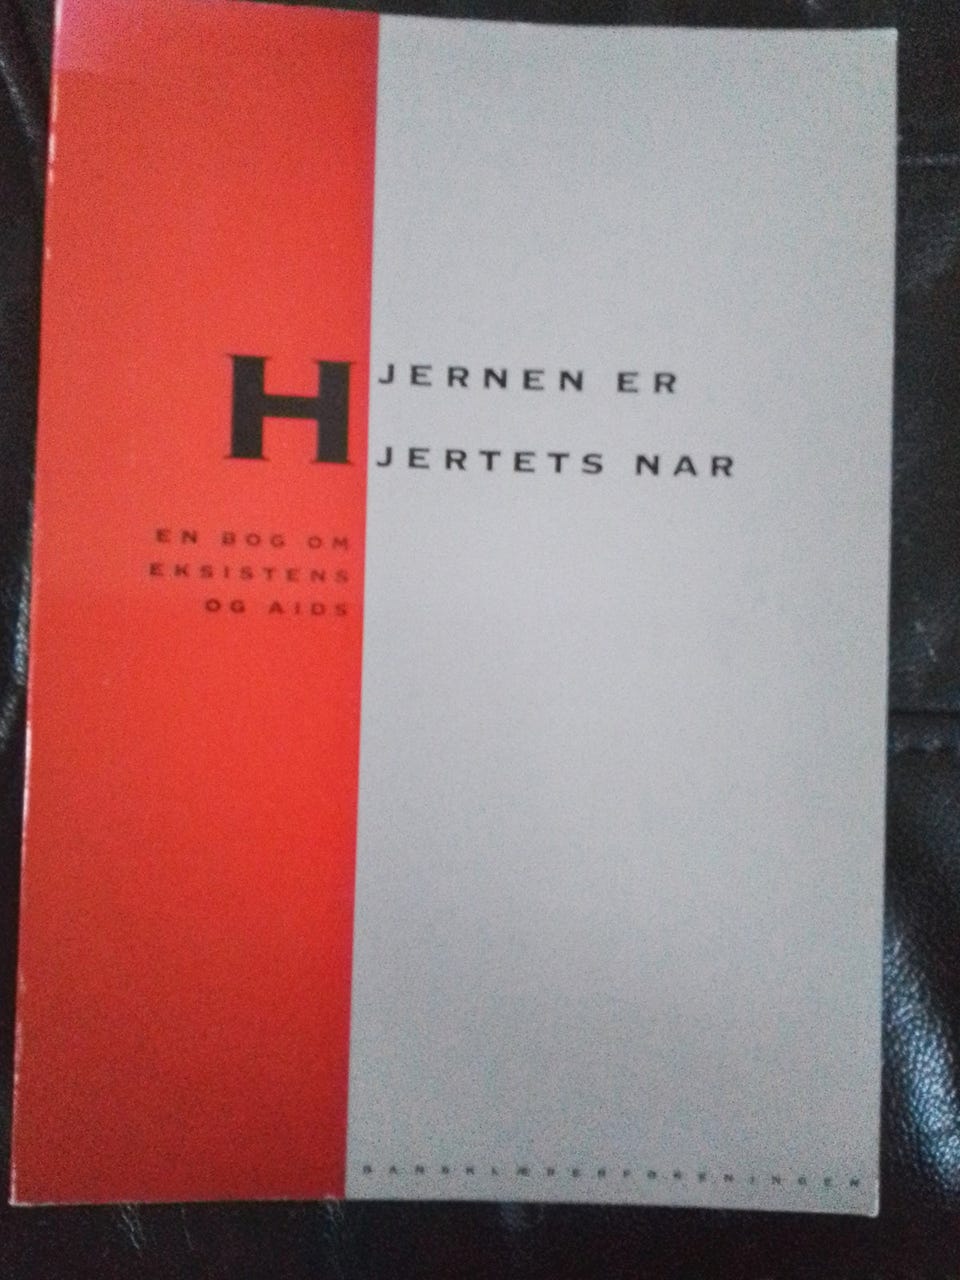 HJERNEN ER
HJERTETS NAR
EN BOG OM
EKSISTENS
OG AIDS
DANSKLÆRERFORENINGEN